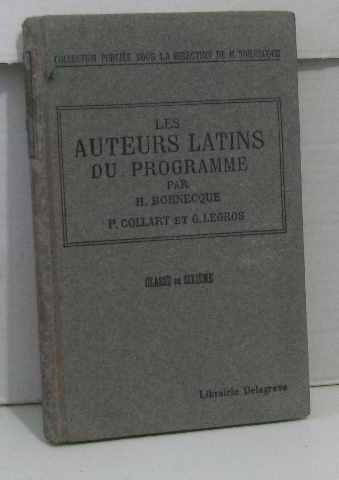 COLLECTION PUBLIÉE SOUS LA DIRECTION DE H. BORNECQUE
LES
AUTEURS LATINS
DU PROGRAMME
PAR
H. BORNECQUE
P. COLLART ET G. LEGROS
CLASSE DE SIXIÈME
Librairie Delagrave